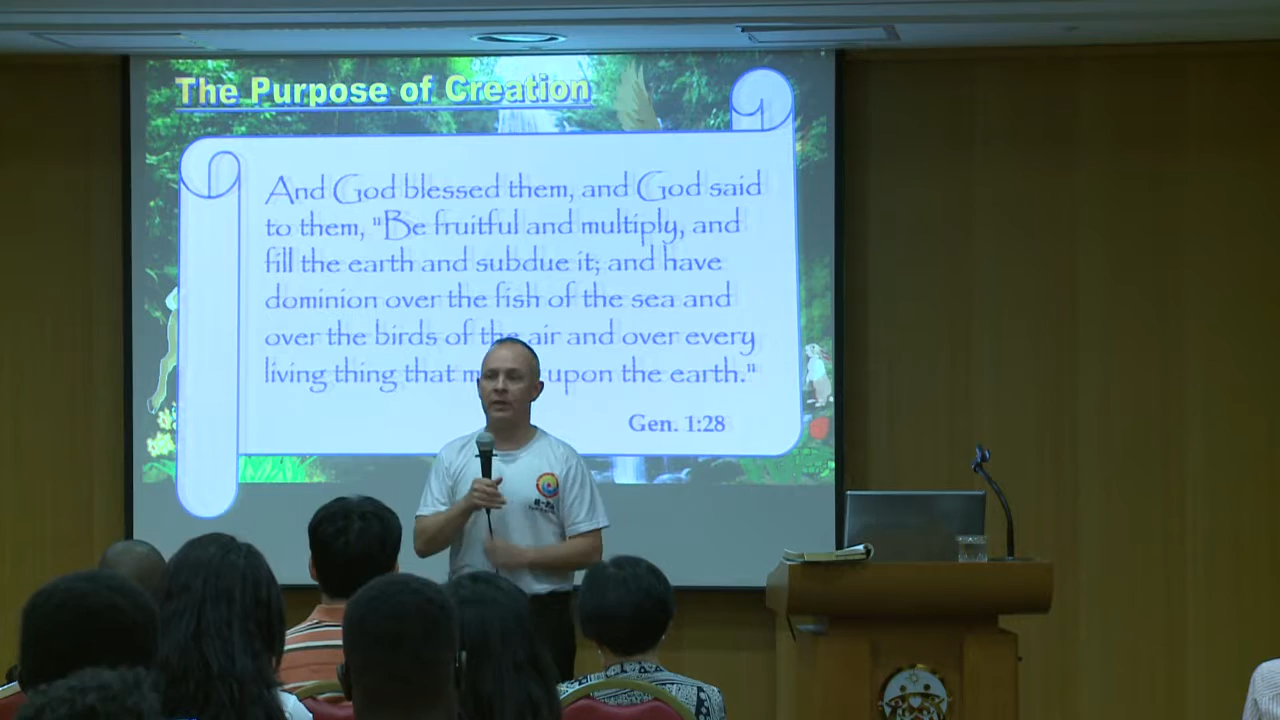 The Purpose of Creation
And God blessed them, and God said
to them, "Be fruitful and multiply, and
fill the earth and subdue it; and have
dominion over the fish of the sea and
over the birds of the air and over every
living thing that upon the earth."
Gen. 1:28